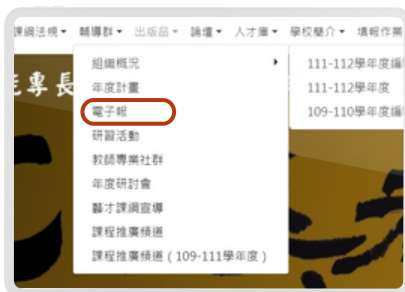 課綱法規▾ 輔導群▾ 出版品▾ 論壇▾ 人才庫▾ 學校簡介▾ 填報作業
組織概況
111-112學年度
年度計畫
111-112學年度
電子報
109-110學年度
研習活動
教師專業社群
年度研討會
藝才課綱宣導
課程推廣頻道
課程推廣頻道 ( 109-111學年度 )
專長